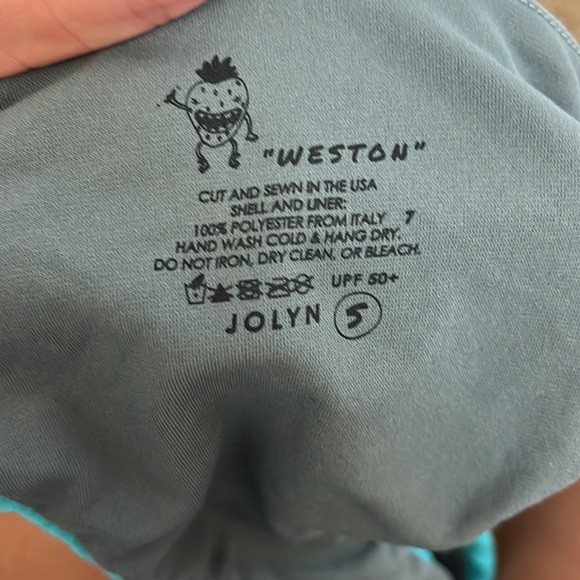 "WESTON"
CUT AND SEWN IN THE USA
SHELL AND LINER:
100% POLYESTER FROM ITALY 7
HAND WASH COLD & HANG DRY.
DO NOT IRON, DRY CLEAN, OR BLEACH.
UPF 50+
JOLYN S